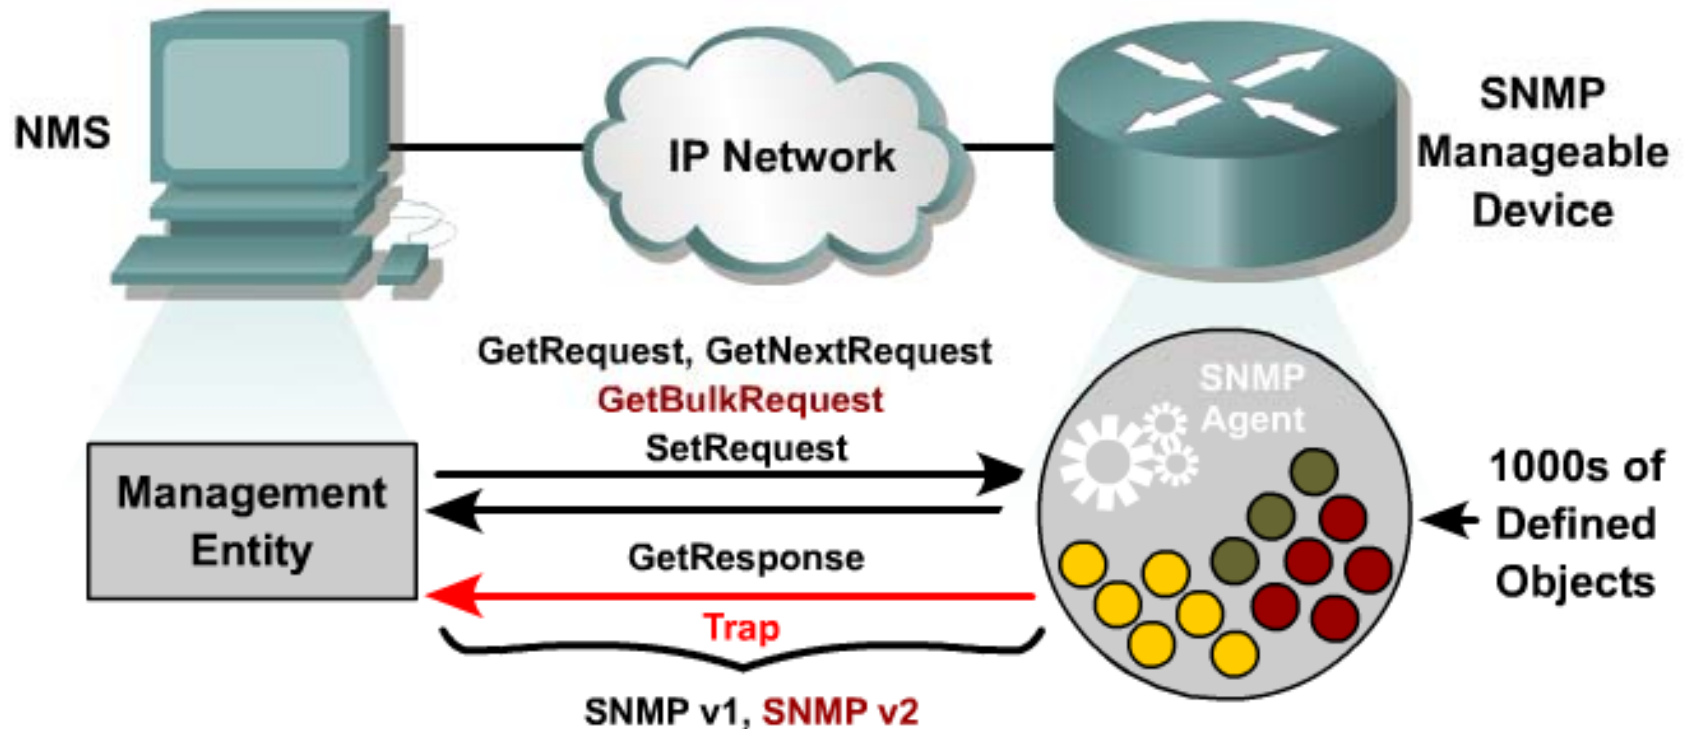 NMS
IP Network
SNMP
Manageable
Device
GetRequest, GetNextRequest
GetBulkRequest
SetRequest
SNMP
Agent
Management
Entity
1000s of
Defined
Objects
GetResponse
Trap
SNMP v1, SNMP v2